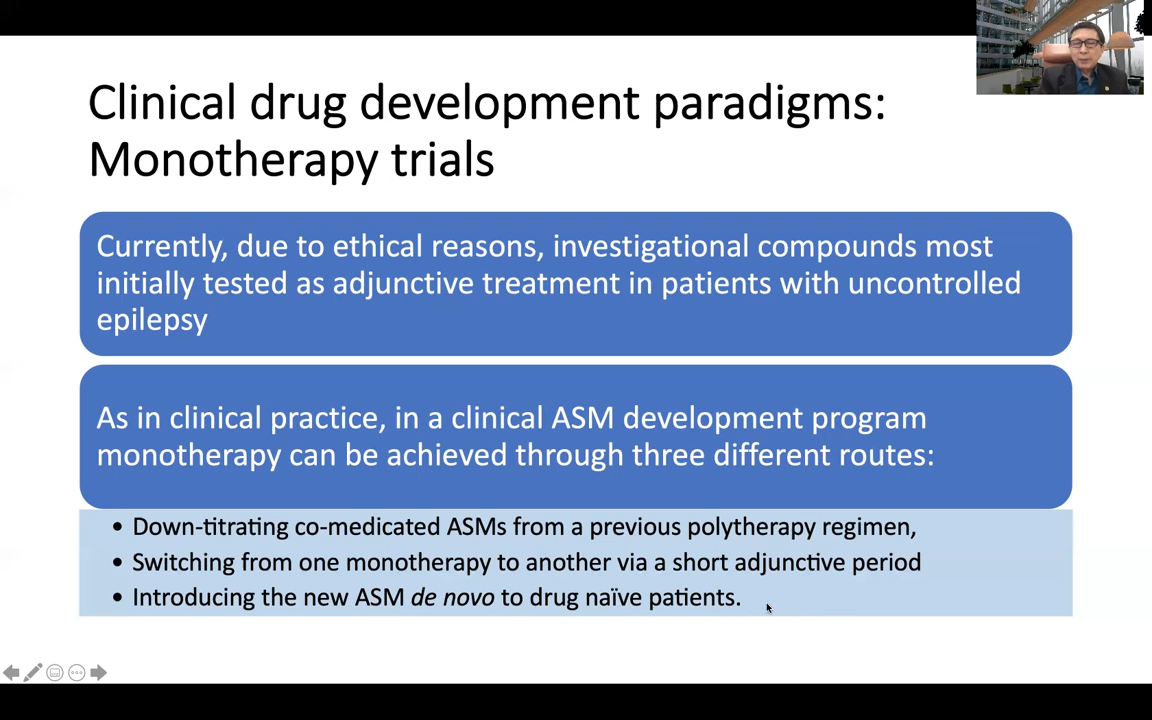 Clinical drug development paradigms:
Monotherapy trials
Currently, due to ethical reasons, investigational compounds most
initially tested as adjunctive treatment in patients with uncontrolled
epilepsy
As in clinical practice, in a clinical ASM development program
monotherapy can be achieved through three different routes:
• Down-titrating co-medicated ASMs from a previous polytherapy regimen,
• Switching from one monotherapy to another via a short adjunctive period
• Introducing the new ASM de novo to drug naïve patients.